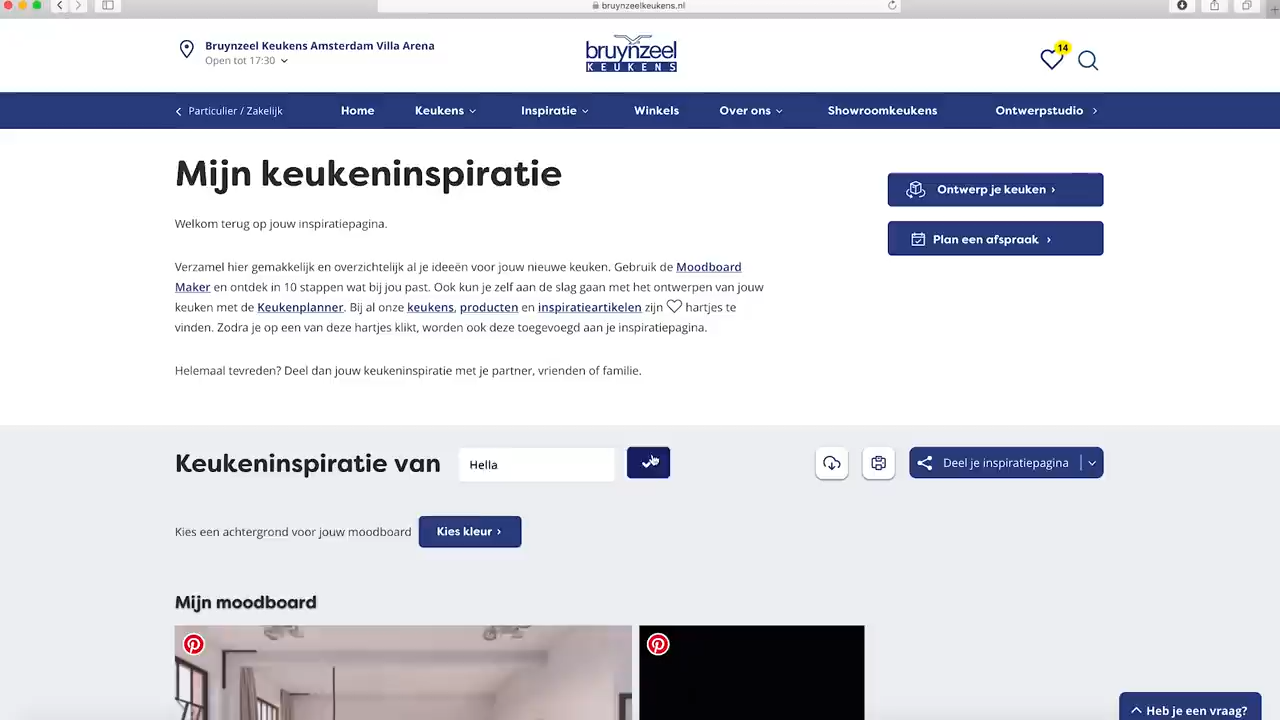 bruynzeelkeukens.nl
Bruynzeel Keukens Amsterdam Villa Arena
Open tot 17:30
bruynzeel
KEUKENS
14
Particulier / Zakelijk
Home
Keukens
Inspiratie
Winkels
Over ons
Showroomkeukens
Ontwerpstudio
Mijn keukeninspiratie
Ontwerp je keuken ›
Plan een afspraak ›
Welkom terug op jouw inspiratiepagina.
Verzamel hier gemakkelijk en overzichtelijk al je ideeën voor jouw nieuwe keuken. Gebruik de Moodboard
Maker en ontdek in 10 stappen wat bij jou past. Ook kun je zelf aan de slag gaan met het ontwerpen van jouw
keuken met de Keukenplanner. Bij al onze keukens, producten en inspiratieartikelen zijn ♡ hartjes te
vinden. Zodra je op een van deze hartjes klikt, worden ook deze toegevoegd aan je inspiratiepagina.
Helemaal tevreden? Deel dan jouw keukeninspiratie met je partner, vrienden of familie.
Keukeninspiratie van
Hella
Deel je inspiratiepagina
Kies een achtergrond voor jouw moodboard
Kies kleur ›
Mijn moodboard
Heb je een vraag?